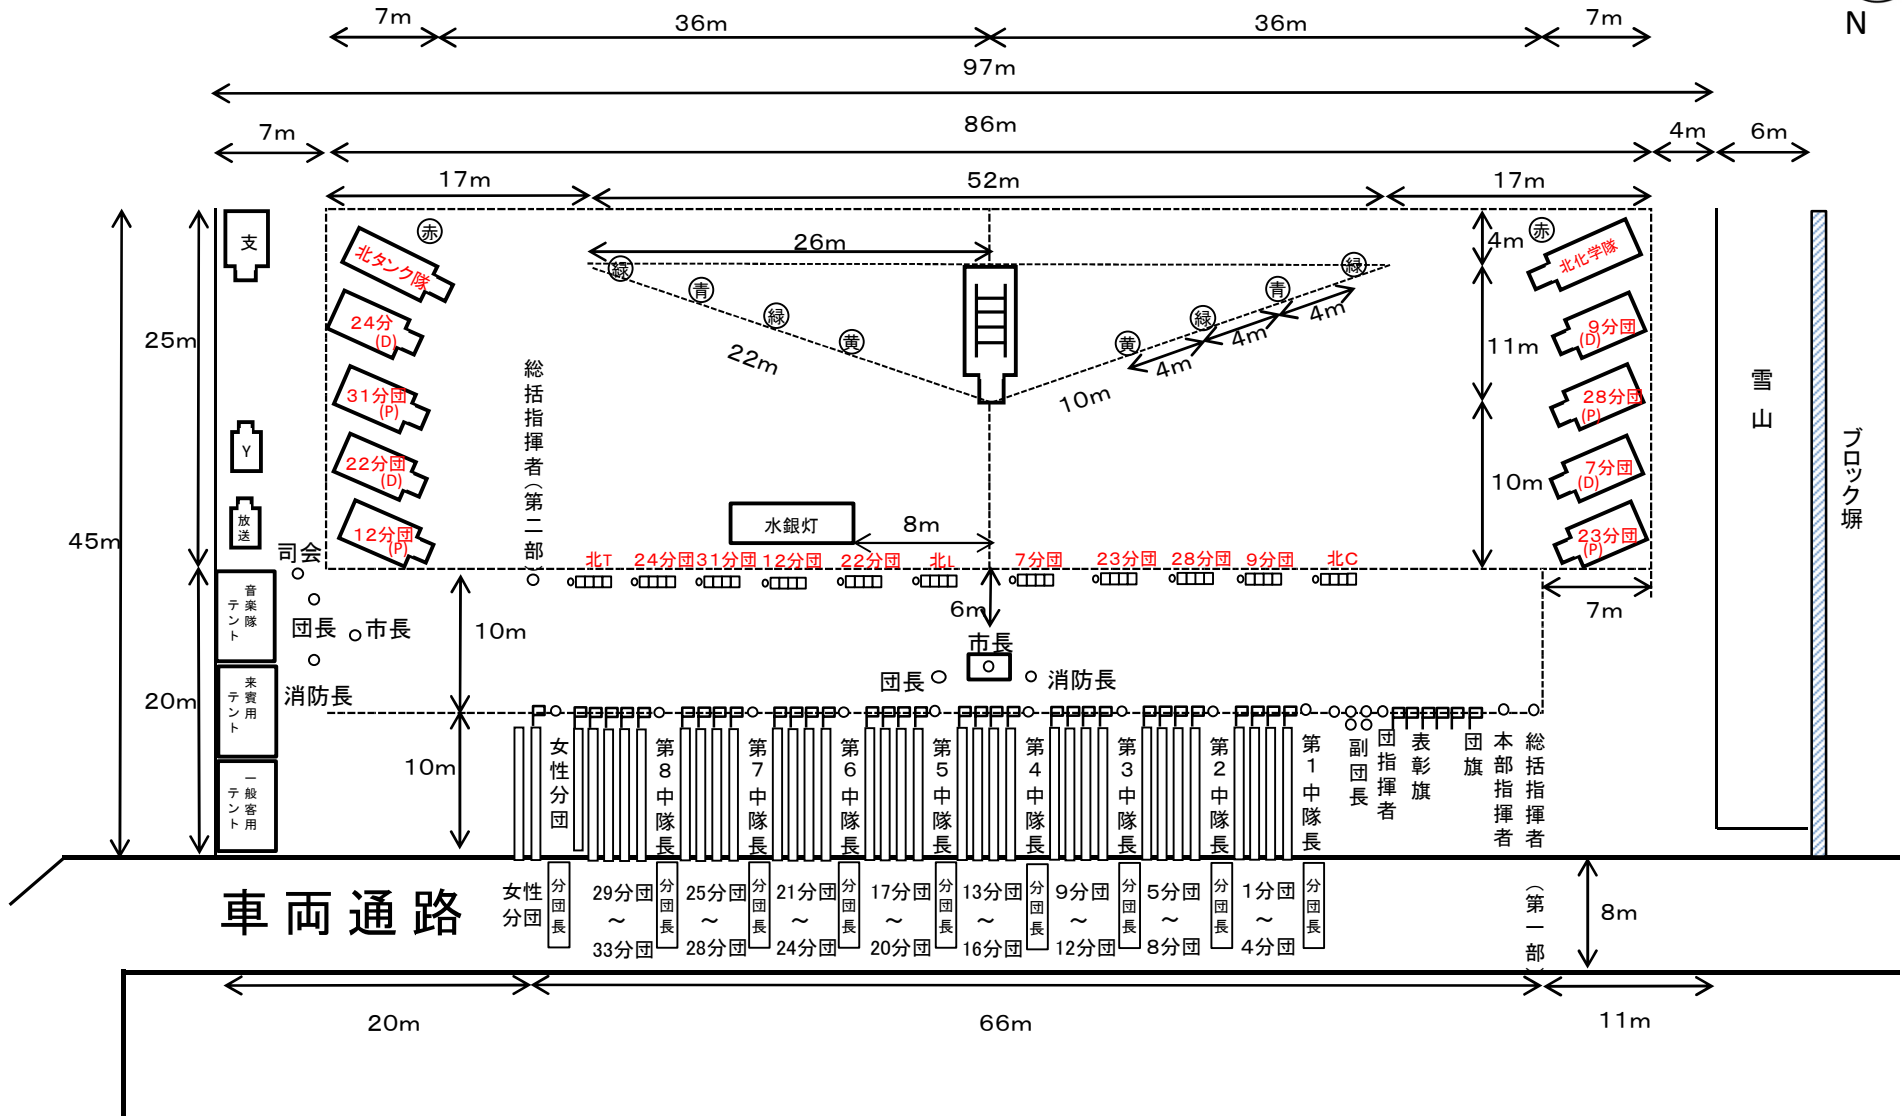 7m
36m
36m
7m
N
97m
7m
86m
4m
6m
17m
52m
17m
支
赤
26m
4m
赤
北タンク隊
緑
青
緑
黄
緑
青
緑
黄
北化学隊
25m
24分
(D)
22m
4m
4m
4m
10m
11m
9分団
(D)
総括指揮者(第二部)
31分団
(P)
28分団
(P)
雪山
Y
22分団
(D)
10m
7分団
(D)
ブロック塀
放送
12分団
(P)
水銀灯
8m
23分団
(P)
45m
司会
北T
24分団
31分団
12分団
22分団
北L
7分団
23分団
28分団
9分団
北C
音楽隊
テント
6m
7m
団長
市長
10m
市長
来賓用
テント
消防長
団長
消防長
20m
10m
女性分団
第8中隊長
第7中隊長
第6中隊長
第5中隊長
第4中隊長
第3中隊長
第2中隊長
第1中隊長
副団長
団指揮者
表彰旗
団旗
本部指揮者
総括指揮者(第一部)
一般客用
テント
車両通路
女性
分団
分団長
29分団
~
33分団
分団長
25分団
~
28分団
分団長
21分団
~
24分団
分団長
17分団
~
20分団
分団長
13分団
~
16分団
分団長
9分団
~
12分団
分団長
5分団
~
8分団
分団長
1分団
~
4分団
分団長
8m
20m
66m
11m